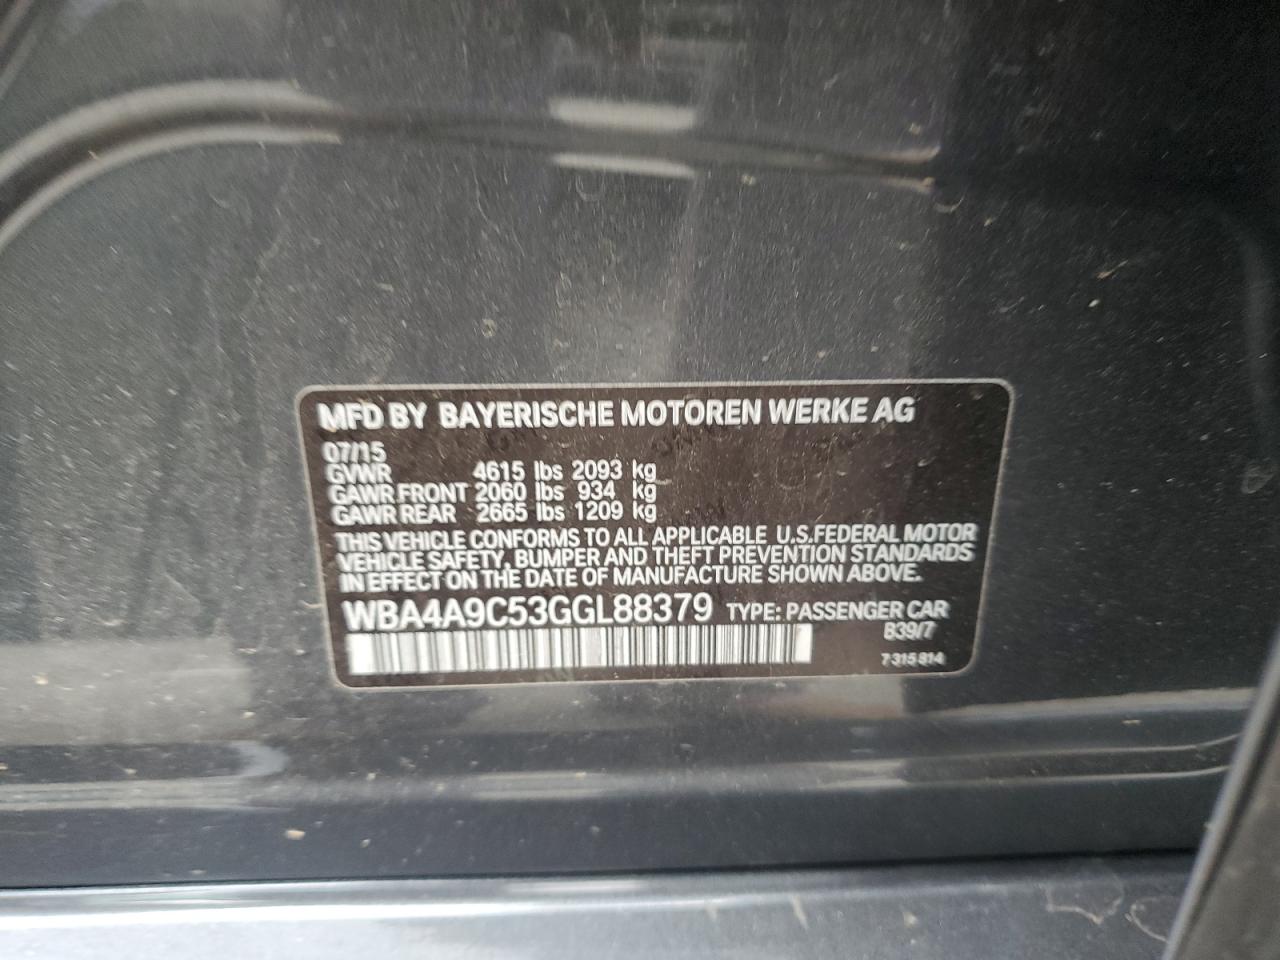 MFD BY BAYERISCHE MOTOREN WERKE AG
07/15
GVWR 4615 lbs 2093 kg
GAWR FRONT 2060 lbs 934 kg
GAWR REAR 2665 lbs 1209 kg
THIS VEHICLE CONFORMS TO ALL APPLICABLE U.S.FEDERAL MOTOR
VEHICLE SAFETY, BUMPER AND THEFT PREVENTION STANDARDS
IN EFFECT ON THE DATE OF MANUFACTURE SHOWN ABOVE.
WBA4A9C53GGL88379 TYPE: PASSENGER CAR
B39/7
7 315 814